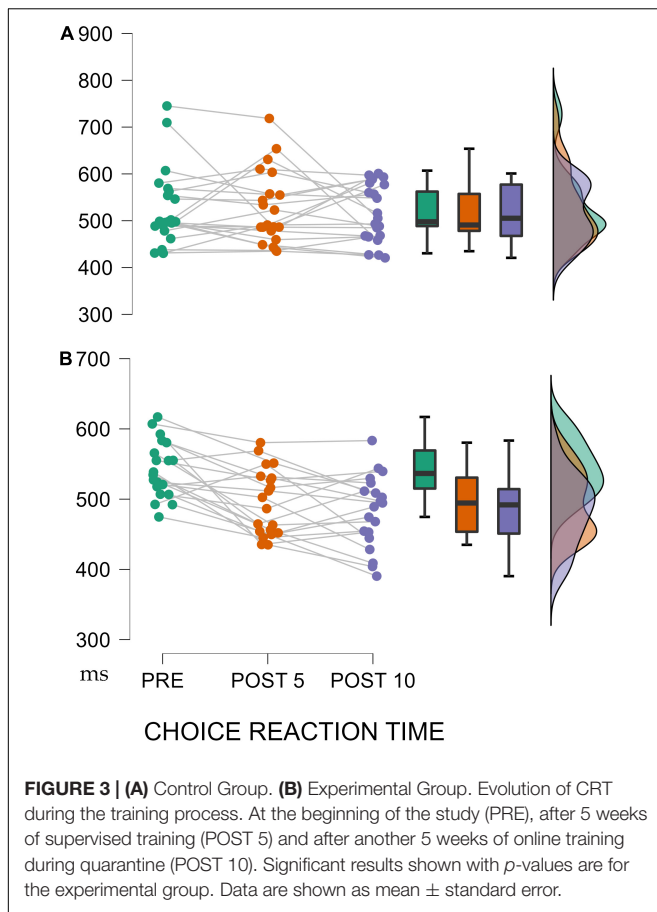 A
900
800
700
600
500
400
300
B
700
600
500
400
300
ms
PRE POST 5 POST 10
CHOICE REACTION TIME
FIGURE 3 | (A) Control Group. (B) Experimental Group. Evolution of CRT
during the training process. At the beginning of the study (PRE), after 5 weeks
of supervised training (POST 5) and after another 5 weeks of online training
during quarantine (POST 10). Significant results shown with p-values are for
the experimental group. Data are shown as mean ± standard error.